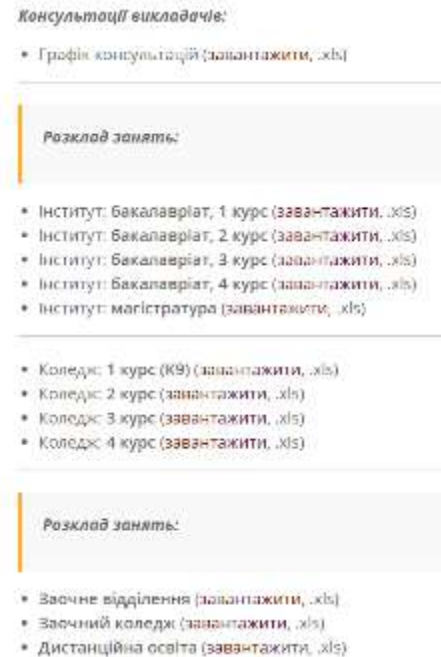 Консультації викладачів:
Графік консультацій (завантажити, .xls)
Розклад занять:
Інститут: бакалавріат, 1 курс (завантажити, .xls)
Інститут: бакалавріат, 2 курс (завантажити, .xls)
Інститут: бакалавріат, 3 курс (завантажити, .xls)
Інститут: бакалавріат, 4 курс (завантажити, .xls)
Інститут: магістратура (завантажити, .xls)
Коледж: 1 курс (К9) (завантажити, .xls)
Коледж: 2 курс (завантажити, .xls)
Коледж: 3 курс (завантажити, .xls)
Коледж: 4 курс (завантажити, .xls)
Розклад занять:
Заочне відділення (завантажити, .xls)
Заочний коледж (завантажити, .xls)
Дистанційна освіта (завантажити, .xls)